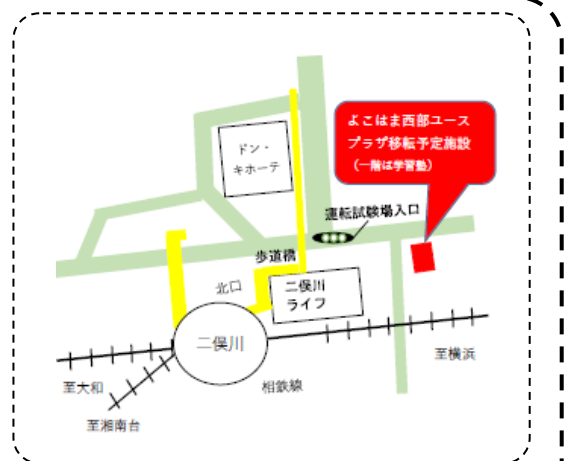 よこはま西部ユース
プラザ移転予定施設
（一階は学習塾）
ドン・
キホーテ
運転試験場入口
歩道橋
北口
二俣川
ライフ
二俣川
至横浜
至大和
相鉄線
至湘南台